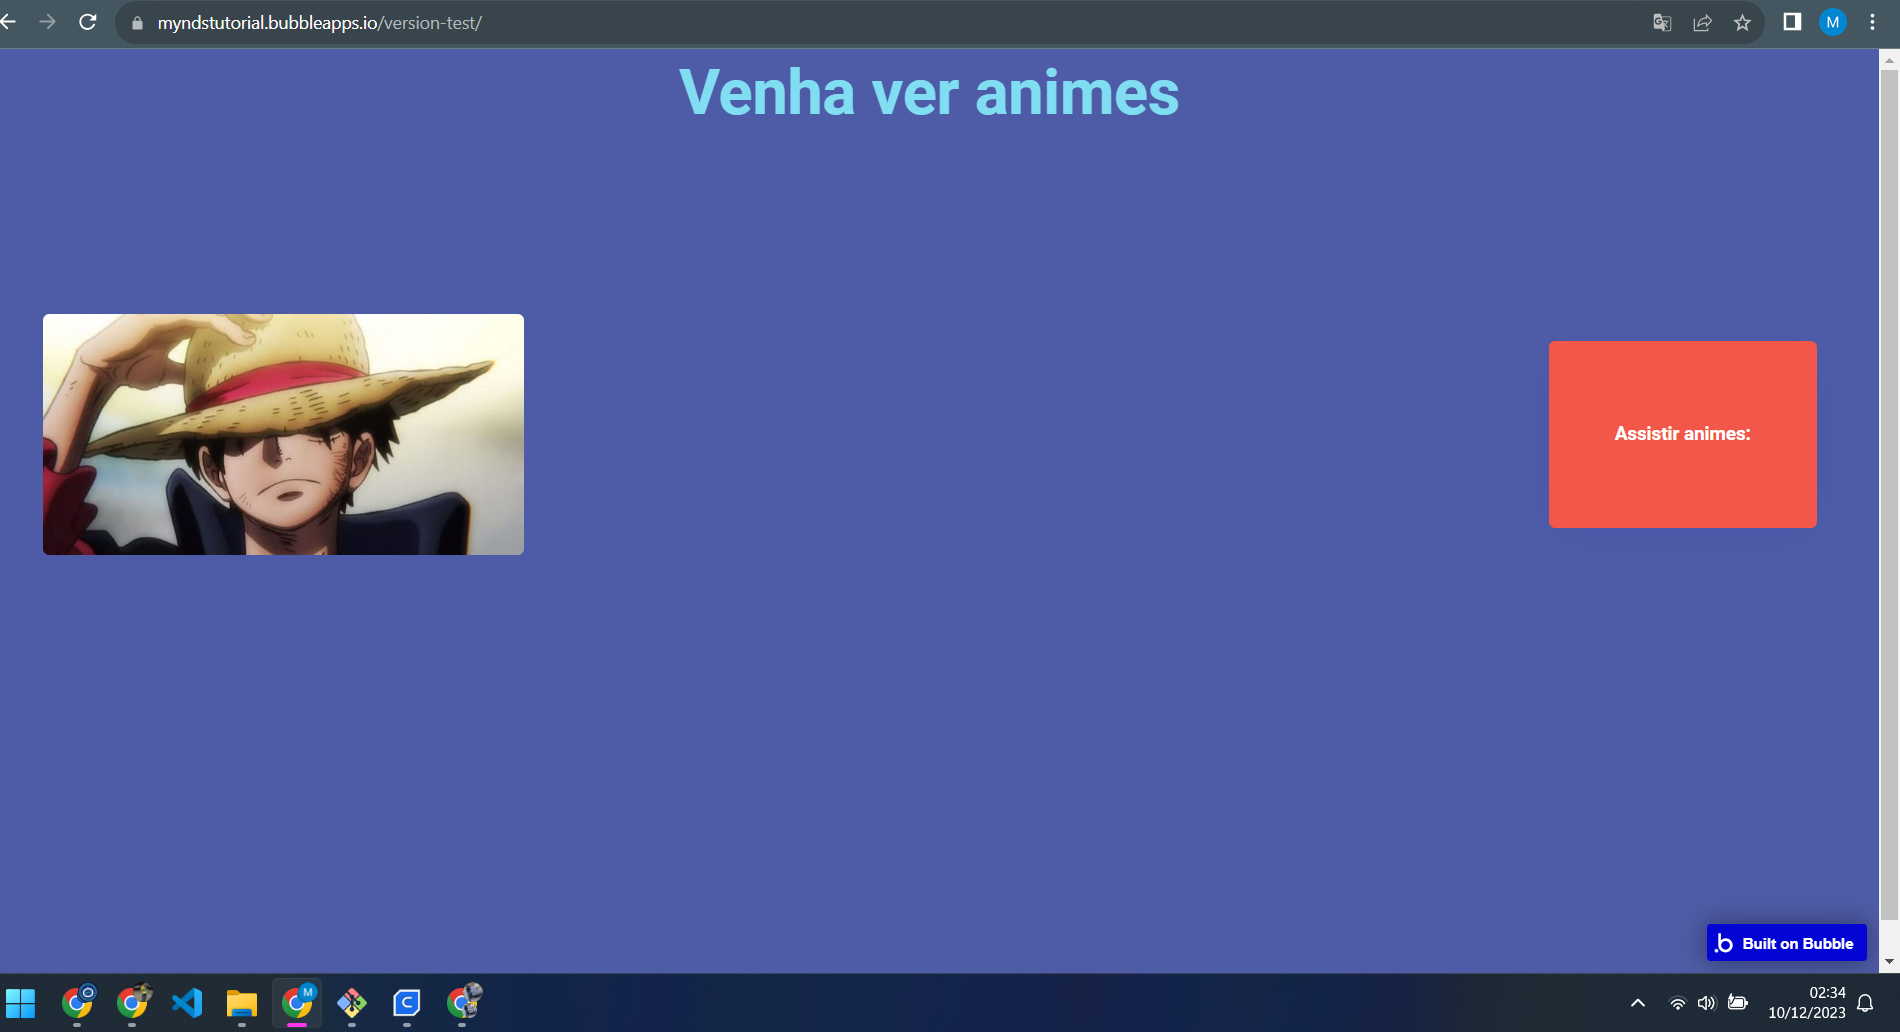 myndstutorial.bubbleapps.io/version-test/
M
Venha ver animes
Assistir animes:
b Built on Bubble
M
C
02:34
10/12/2023